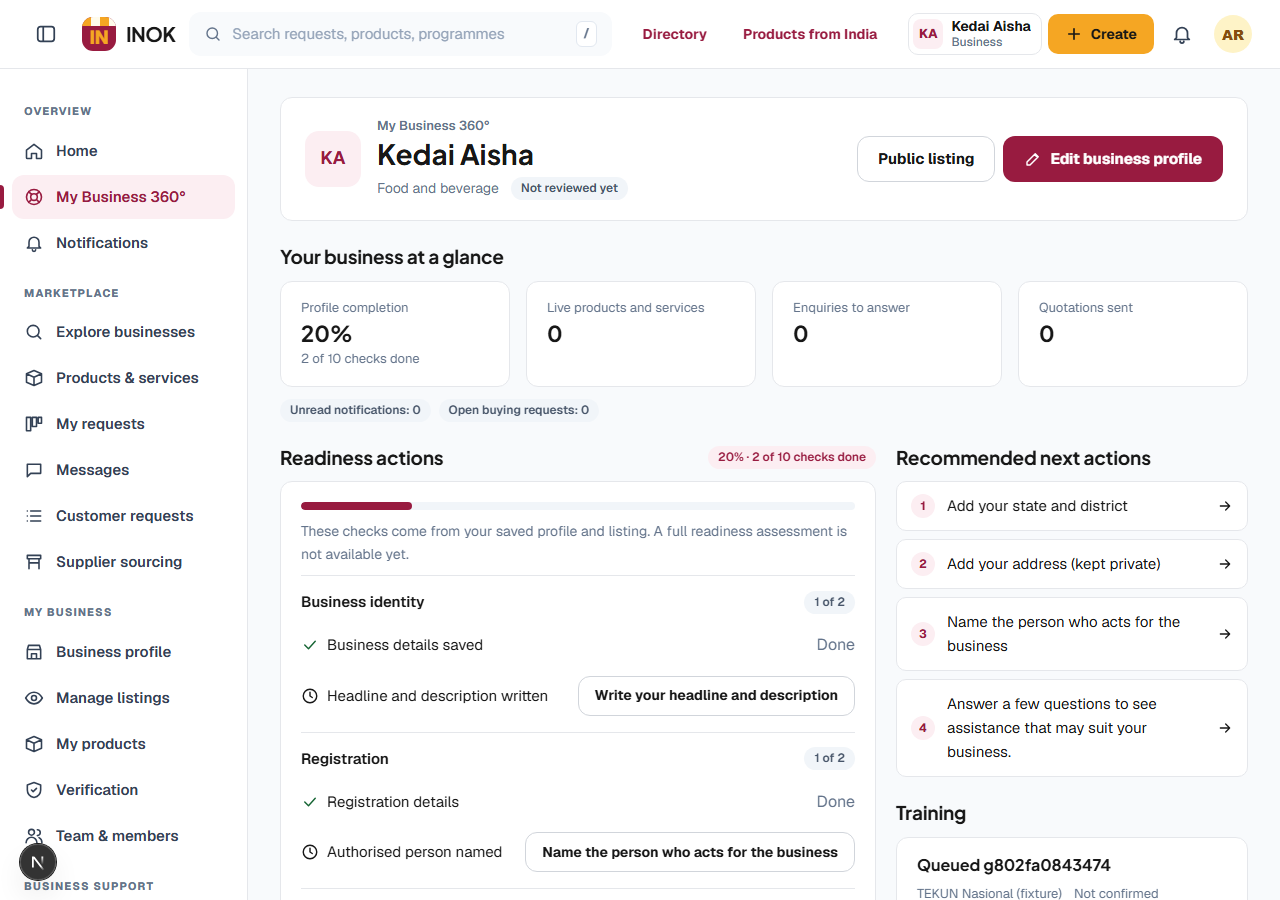 INOK
Search requests, products, programmes
/
Directory
Products from India
KA
Kedai Aisha
Business
Create
AR
OVERVIEW
Home
My Business 360°
Notifications
MARKETPLACE
Explore businesses
Products & services
My requests
Messages
Customer requests
Supplier sourcing
MY BUSINESS
Business profile
Manage listings
My products
Verification
Team & members
N
BUSINESS SUPPORT
KA
My Business 360°
Kedai Aisha
Food and beverage
Not reviewed yet
Public listing
Edit business profile
Your business at a glance
Profile completion
20%
2 of 10 checks done
Live products and services
0
Enquiries to answer
0
Quotations sent
0
Unread notifications: 0
Open buying requests: 0
Readiness actions
20% · 2 of 10 checks done
These checks come from your saved profile and listing. A full readiness assessment is
not available yet.
Business identity
1 of 2
Business details saved
Done
Headline and description written
Write your headline and description
Registration
1 of 2
Registration details
Done
Authorised person named
Name the person who acts for the business
Recommended next actions
1
Add your state and district
2
Add your address (kept private)
3
Name the person who acts for the
business
4
Answer a few questions to see
assistance that may suit your
business.
Training
Queued g802fa0843474
TEKUN Nasional (fixture)
Not confirmed